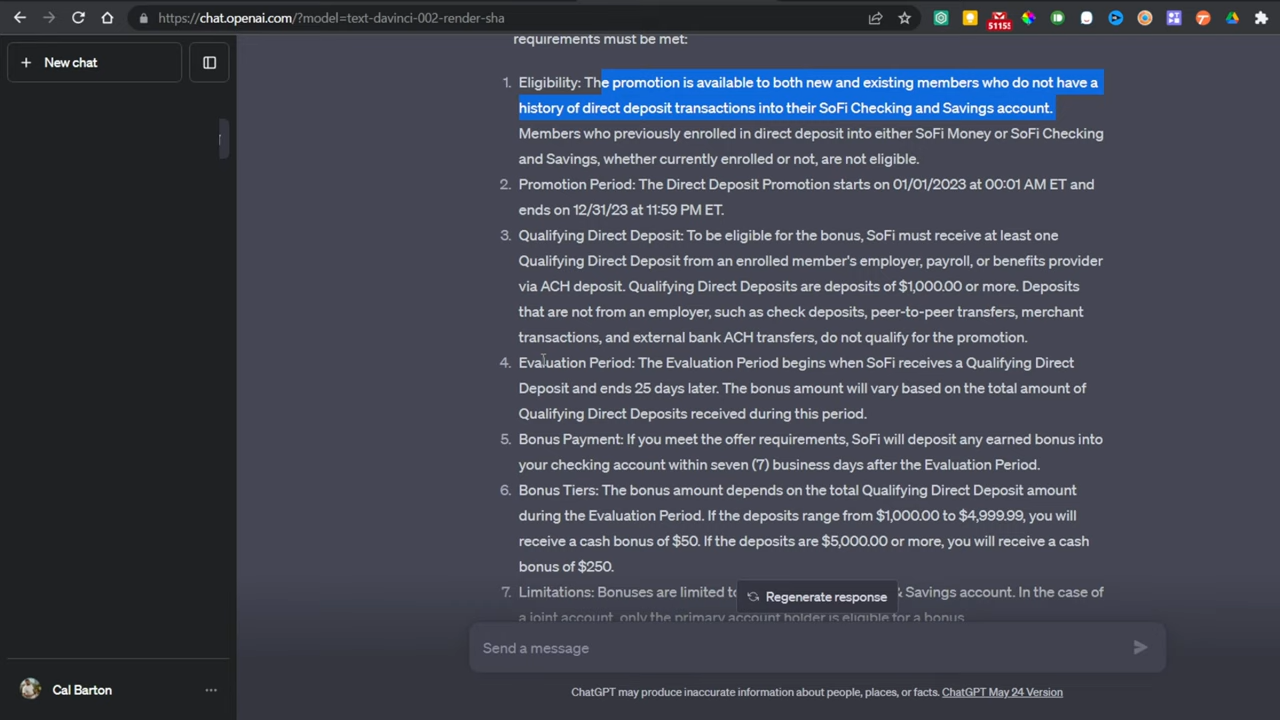 https://chat.openai.com/?model=text-davinci-002-render-sha
51155
New chat
requirements must be met:
1. Eligibility: The promotion is available to both new and existing members who do not have a
history of direct deposit transactions into their SoFi Checking and Savings account.
Members who previously enrolled in direct deposit into either SoFi Money or SoFi Checking
and Savings, whether currently enrolled or not, are not eligible.
2. Promotion Period: The Direct Deposit Promotion starts on 01/01/2023 at 00:01 AM ET and
ends on 12/31/23 at 11:59 PM ET.
3. Qualifying Direct Deposit: To be eligible for the bonus, SoFi must receive at least one
Qualifying Direct Deposit from an enrolled member's employer, payroll, or benefits provider
via ACH deposit. Qualifying Direct Deposits are deposits of $1,000.00 or more. Deposits
that are not from an employer, such as check deposits, peer-to-peer transfers, merchant
transactions, and external bank ACH transfers, do not qualify for the promotion.
4. Evaluation Period: The Evaluation Period begins when SoFi receives a Qualifying Direct
Deposit and ends 25 days later. The bonus amount will vary based on the total amount of
Qualifying Direct Deposits received during this period.
5. Bonus Payment: If you meet the offer requirements, SoFi will deposit any earned bonus into
your checking account within seven (7) business days after the Evaluation Period.
6. Bonus Tiers: The bonus amount depends on the total Qualifying Direct Deposit amount
during the Evaluation Period. If the deposits range from $1,000.00 to $4,999.99, you will
receive a cash bonus of $50. If the deposits are $5,000.00 or more, you will receive a cash
bonus of $250.
7. Limitations: Bonuses are limited to & Savings account. In the case of
a joint account, only the primary account holder is eligible for a bonus.
Regenerate response
Send a message
Cal Barton
ChatGPT may produce inaccurate information about people, places, or facts. ChatGPT May 24 Version